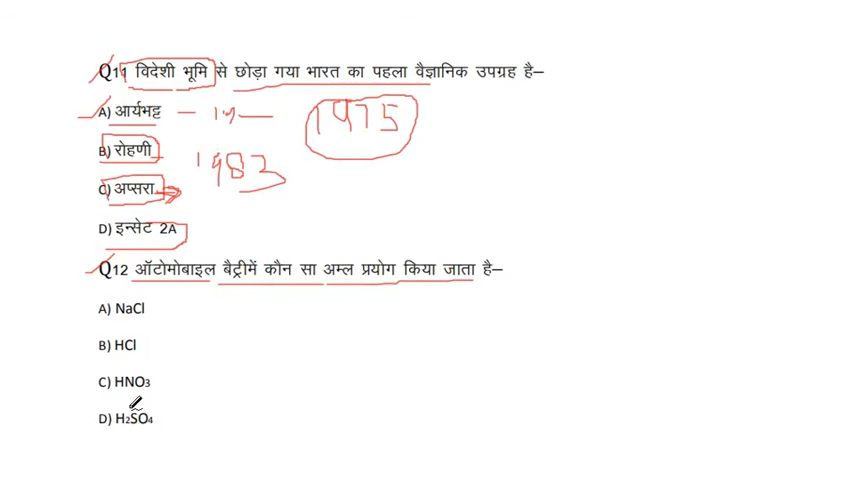 Q11 विदेशी भूमि से छोड़ा गया भारत का पहला वैज्ञानिक उपग्रह है–
A) आर्यभट्ट
1975
B) रोहणी
1983
C) अप्सरा
D) इन्सेट 2A
Q12 ऑटोमोबाइल बैट्रीमें कौन सा अम्ल प्रयोग किया जाता है–
A) NaCl
B) HCl
C) HNO3
D) H2SO4